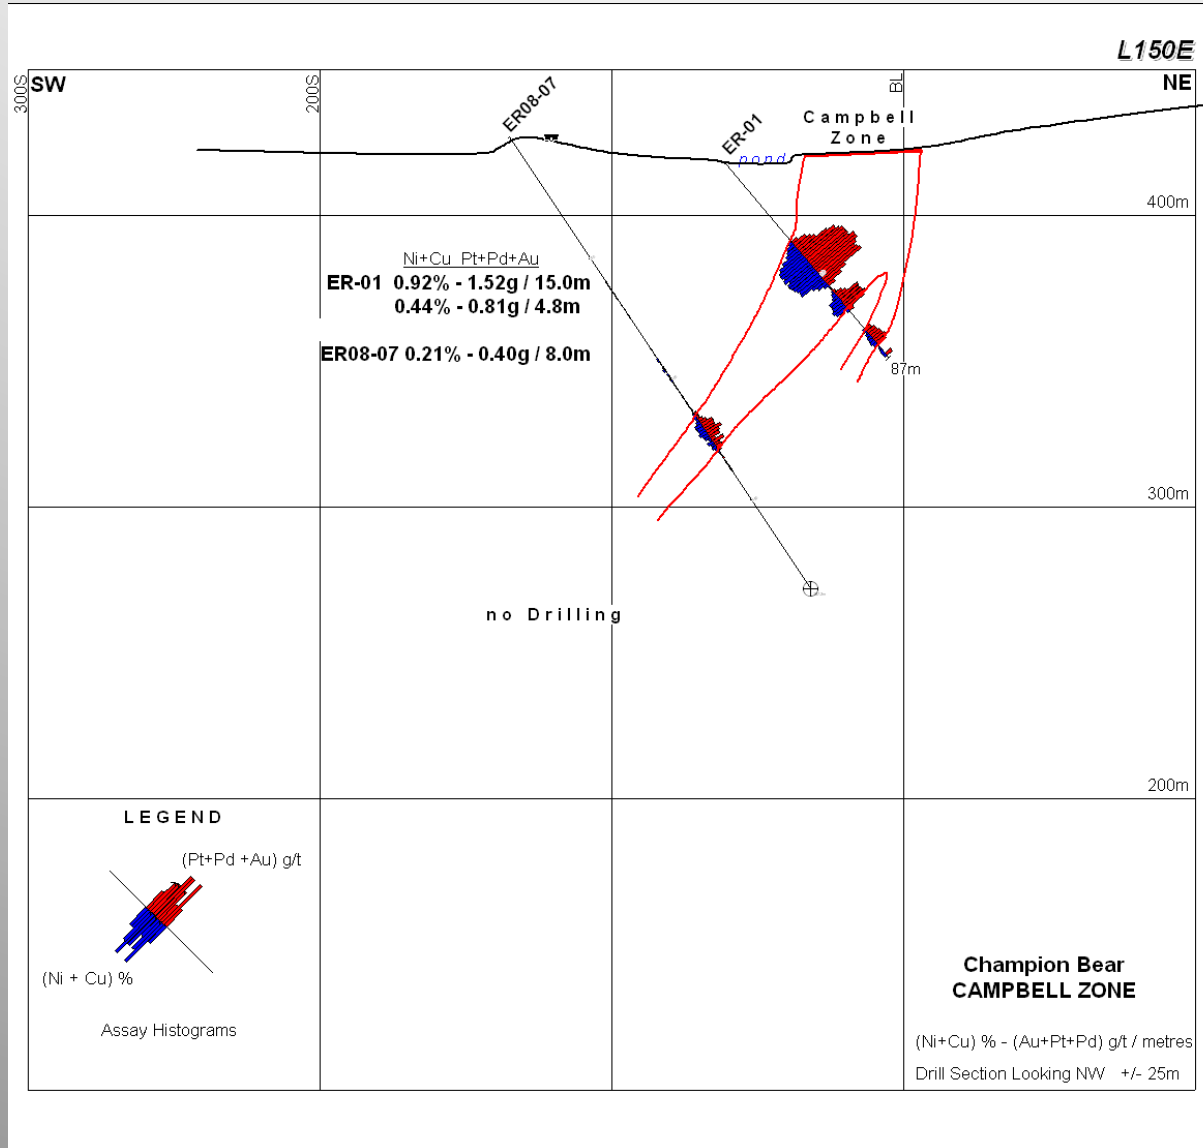 L150E
300S
SW
200S
ER08-07
ER-01
pond
Campbell
Zone
BL
NE
400m
Ni+Cu Pt+Pd+Au
ER-01 0.92% - 1.52g / 15.0m
0.44% - 0.81g / 4.8m
ER08-07 0.21% - 0.40g / 8.0m
87m
300m
no Drilling
200m
LEGEND
(Pt+Pd +Au) g/t
(Ni + Cu) %
Assay Histograms
Champion Bear
CAMPBELL ZONE
(Ni+Cu) % - (Au+Pt+Pd) g/t / metres
Drill Section Looking NW +/- 25m